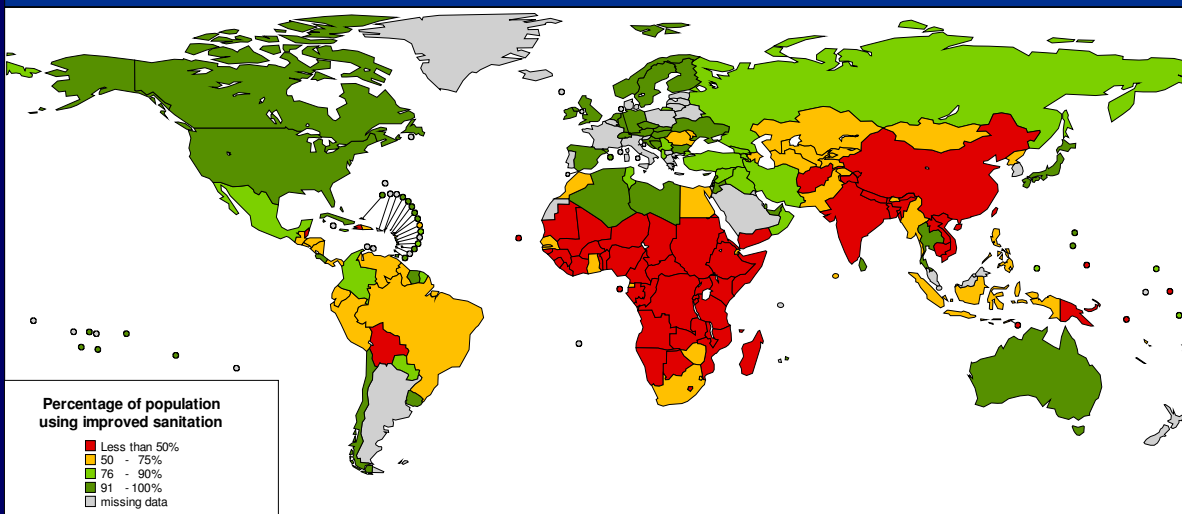 Percentage of population
using improved sanitation
Less than 50%
50 - 75%
76 - 90%
91 - 100%
missing data